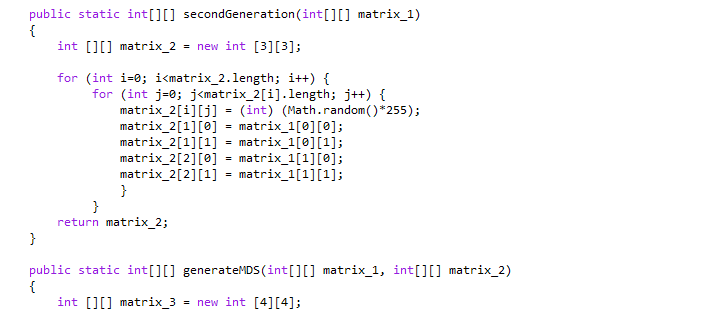 public static int[][] secondGeneration(int[][] matrix_1)
{
    int [][] matrix_2 = new int [3][3];

    for (int i=0; i<matrix_2.length; i++) {
         for (int j=0; j<matrix_2[i].length; j++) {
             matrix_2[i][j] = (int) (Math.random()*255);
             matrix_2[1][0] = matrix_1[0][0];
             matrix_2[1][1] = matrix_1[0][1];
             matrix_2[2][0] = matrix_1[1][0];
             matrix_2[2][1] = matrix_1[1][1];
             }
         }
    return matrix_2;
}

public static int[][] generateMDS(int[][] matrix_1, int[][] matrix_2)
{
    int [][] matrix_3 = new int [4][4];